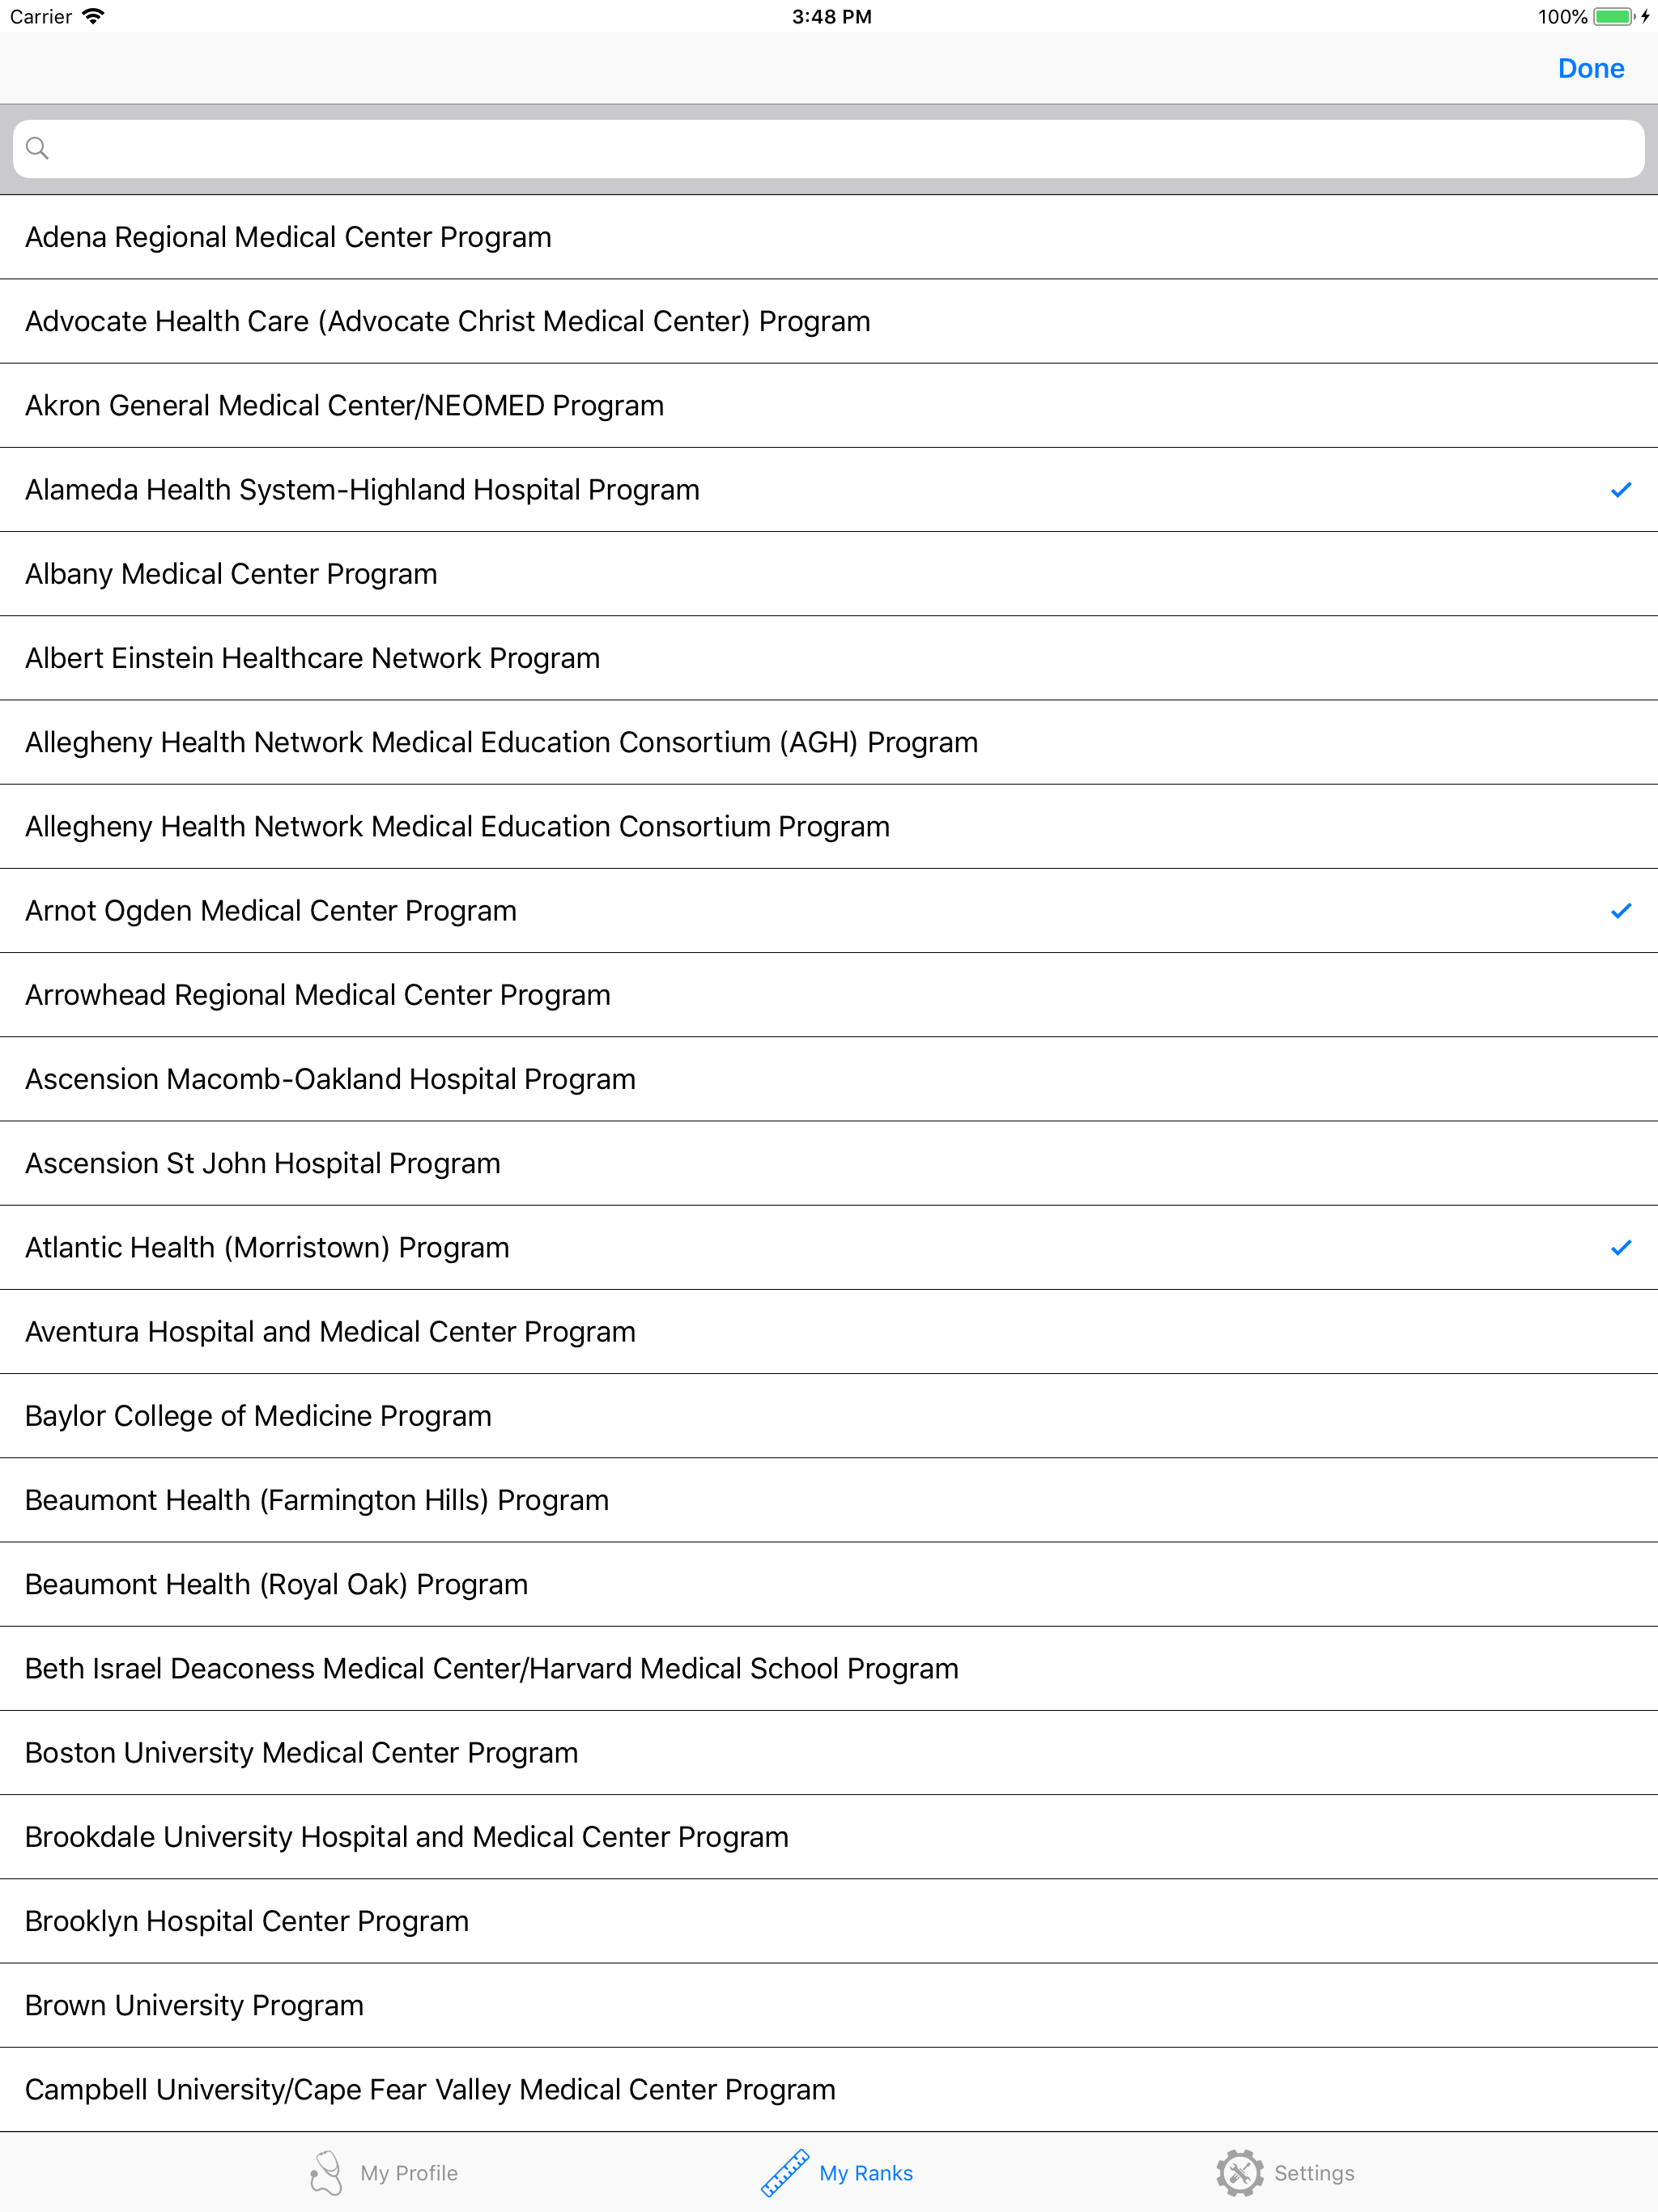 Carrier 3:48 PM 100%
Done
Adena Regional Medical Center Program
Advocate Health Care (Advocate Christ Medical Center) Program
Akron General Medical Center/NEOMED Program
Alameda Health System-Highland Hospital Program
Albany Medical Center Program
Albert Einstein Healthcare Network Program
Allegheny Health Network Medical Education Consortium (AGH) Program
Allegheny Health Network Medical Education Consortium Program
Arnot Ogden Medical Center Program
Arrowhead Regional Medical Center Program
Ascension Macomb-Oakland Hospital Program
Ascension St John Hospital Program
Atlantic Health (Morristown) Program
Aventura Hospital and Medical Center Program
Baylor College of Medicine Program
Beaumont Health (Farmington Hills) Program
Beaumont Health (Royal Oak) Program
Beth Israel Deaconess Medical Center/Harvard Medical School Program
Boston University Medical Center Program
Brookdale University Hospital and Medical Center Program
Brooklyn Hospital Center Program
Brown University Program
Campbell University/Cape Fear Valley Medical Center Program
My Profile My Ranks Settings